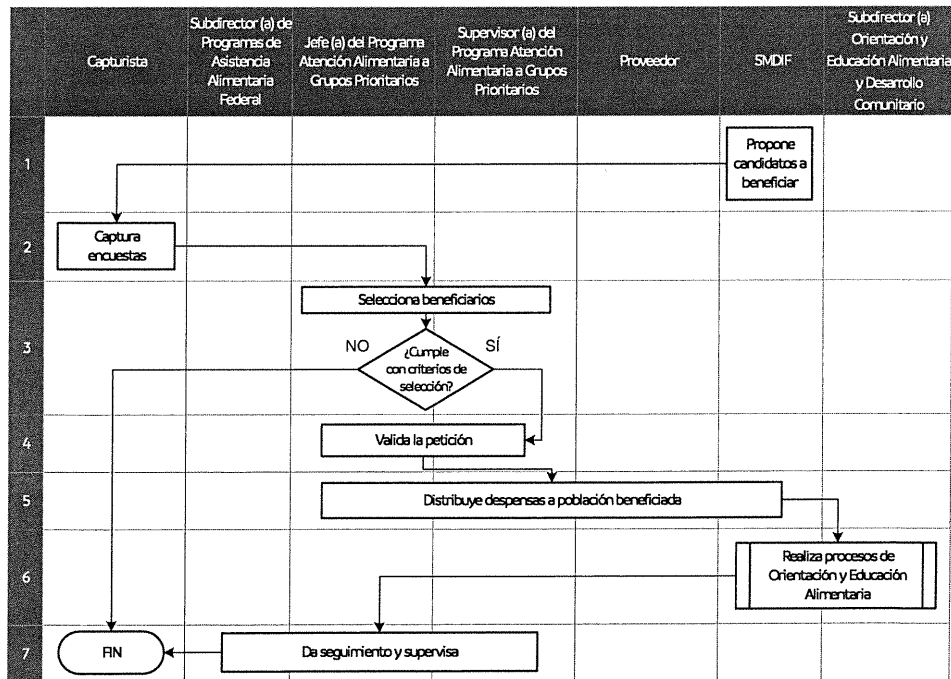 Capturista
Subdirector (a) de
Programas de
Asistencia
Alimentaria
Federal
Jefe (a) del Programa
Atención Alimentaria a
Grupos Prioritarios
Supervisor (a) del
Programa Atención
Alimentaria a Grupos
Prioritarios
Proveedor
SMDIF
Subdirector (a)
Orientación y
Educación Alimentaria
y Desarrollo
Comunitario
1
Propone
candidatos a
beneficiar
2
Captura
encuestas
3
Selecciona beneficiarios
NO
SÍ
¿Cumple
con criterios de
selección?
4
Valida la petición
5
Distribuye despensas a población beneficiada
6
Realiza procesos de
Orientación y Educación
Alimentaria
7
FIN
Da seguimiento y supervisa